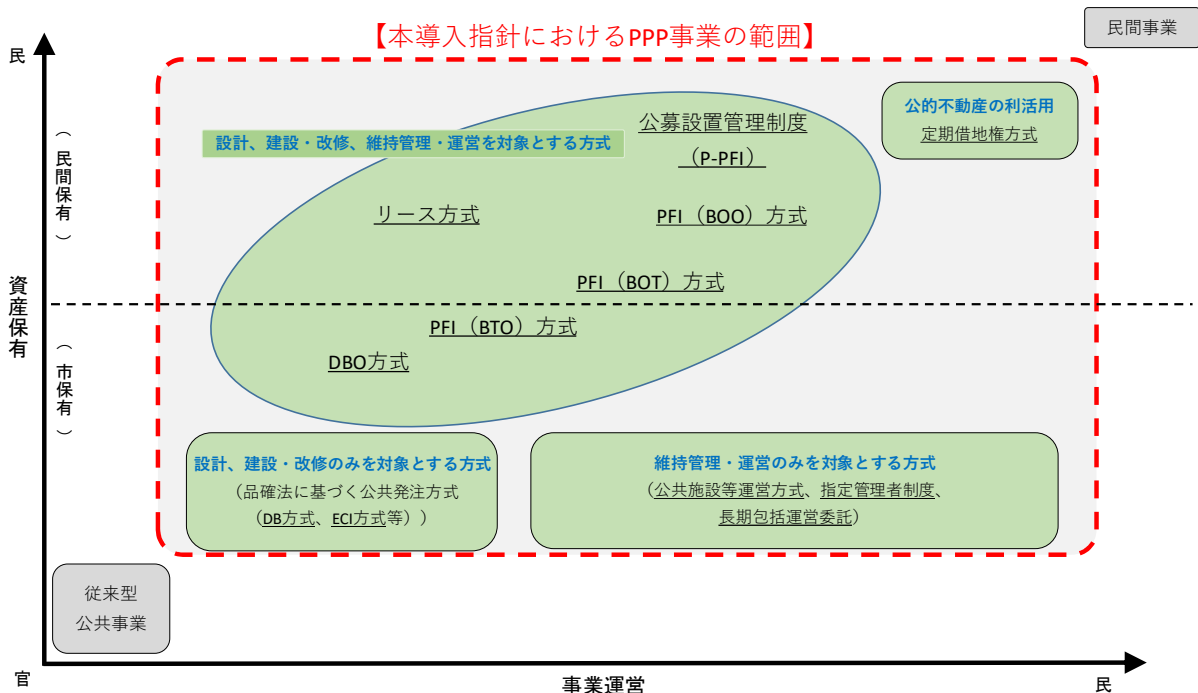 【本導入指針におけるPPP事業の範囲】
民間事業
民
公的不動産の利活用
定期借地権方式
設計、建設・改修、維持管理・運営を対象とする方式
公募設置管理制度
（P-PFI）
（民間保有）
リース方式
PFI（BOO）方式
PFI（BOT）方式
資産保有
PFI（BTO）方式
DBO方式
（市保有）
設計、建設・改修のみを対象とする方式
（品確法に基づく公共発注方式
（DB方式、ECI方式等））
維持管理・運営のみを対象とする方式
（公共施設等運営方式、指定管理者制度、
長期包括運営委託）
従来型
公共事業
官
事業運営
民